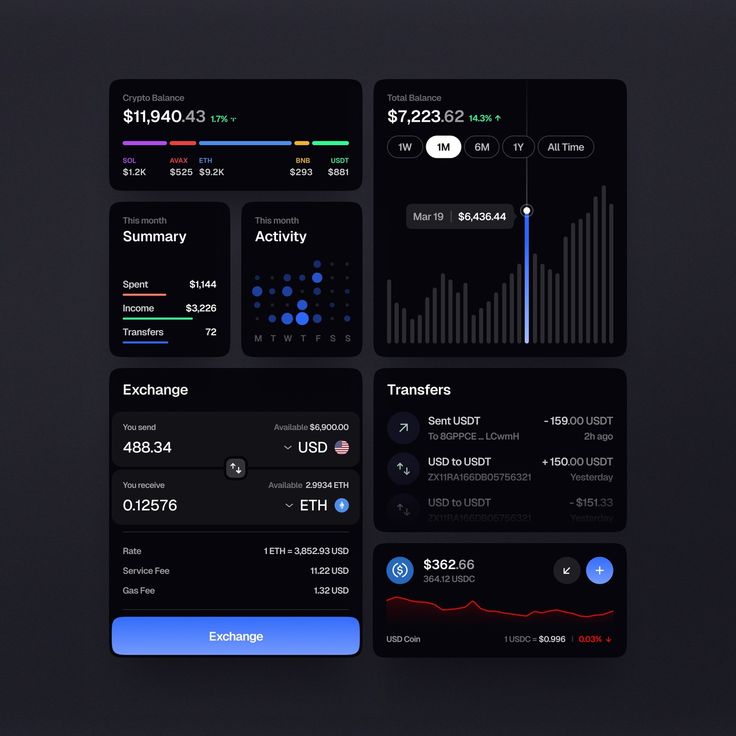 Crypto Balance
$11,940.43 1.7%
SOL AVAX ETH BNB USDT
$1.2K $525 $9.2K $293 $881
Total Balance
$7,223.62 14.3% ↑
1W 1M 6M 1Y All Time
Mar 19 | $6,436.44
This month
Summary
Spent $1,144
Income $3,226
Transfers 72
This month
Activity
M T W T F S S
Exchange
You send Available $6,900.00
488.34 USD
You receive Available 2.9934 ETH
0.12576 ETH
Rate 1 ETH = 3,852.93 USD
Service Fee 11.22 USD
Gas Fee 1.32 USD
Exchange
Transfers
Sent USDT - 159.00 USDT
To 8GPPCE ... LCwmH 2h ago
USD to USDT + 150.00 USDT
ZX11RA166DB05756321 Yesterday
USD to USDT - $151.33
ZX11RA166DB05756321 Yesterday
$362.66
364.12 USDC
USD Coin 1 USDC = $0.996 | 0.03% ↓